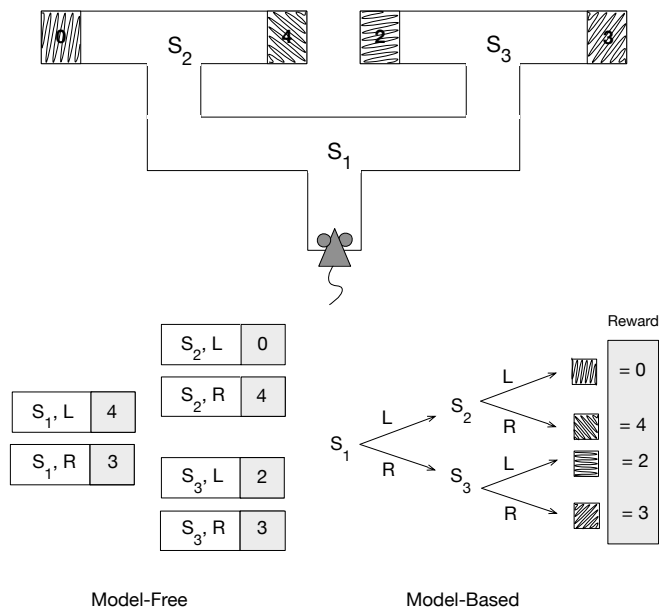 0 4 2 3
S2 S3
S1
Reward
S2, L 0
S2, R 4
S1, L 4
S1, R 3
S3, L 2
S3, R 3
S1
L
R
S2
S3
L
R
L
R
= 0
= 4
= 2
= 3
Model-Free Model-Based